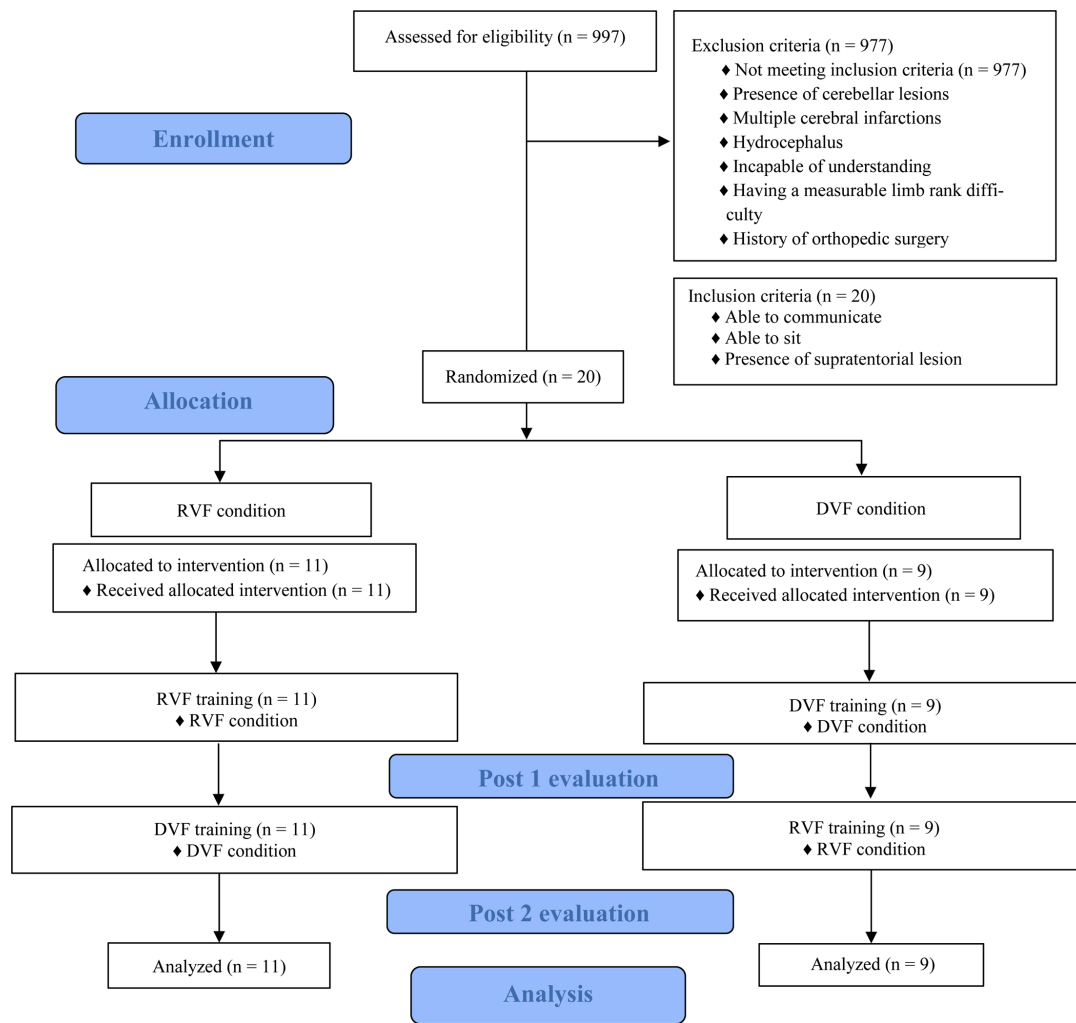 Assessed for eligibility (n = 997)
Exclusion criteria (n = 977)
♦ Not meeting inclusion criteria (n = 977)
♦ Presence of cerebellar lesions
♦ Multiple cerebral infarctions
♦ Hydrocephalus
♦ Incapable of understanding
♦ Having a measurable limb rank diffi-
culty
♦ History of orthopedic surgery
Enrollment
Inclusion criteria (n = 20)
♦ Able to communicate
♦ Able to sit
♦ Presence of supratentorial lesion
Randomized (n = 20)
Allocation
RVF condition
Allocated to intervention (n = 11)
♦ Received allocated intervention (n = 11)
DVF condition
Allocated to intervention (n = 9)
♦ Received allocated intervention (n = 9)
RVF training (n = 11)
♦ RVF condition
DVF training (n = 9)
♦ DVF condition
Post 1 evaluation
DVF training (n = 11)
♦ DVF condition
RVF training (n = 9)
♦ RVF condition
Post 2 evaluation
Analyzed (n = 11)
Analyzed (n = 9)
Analysis